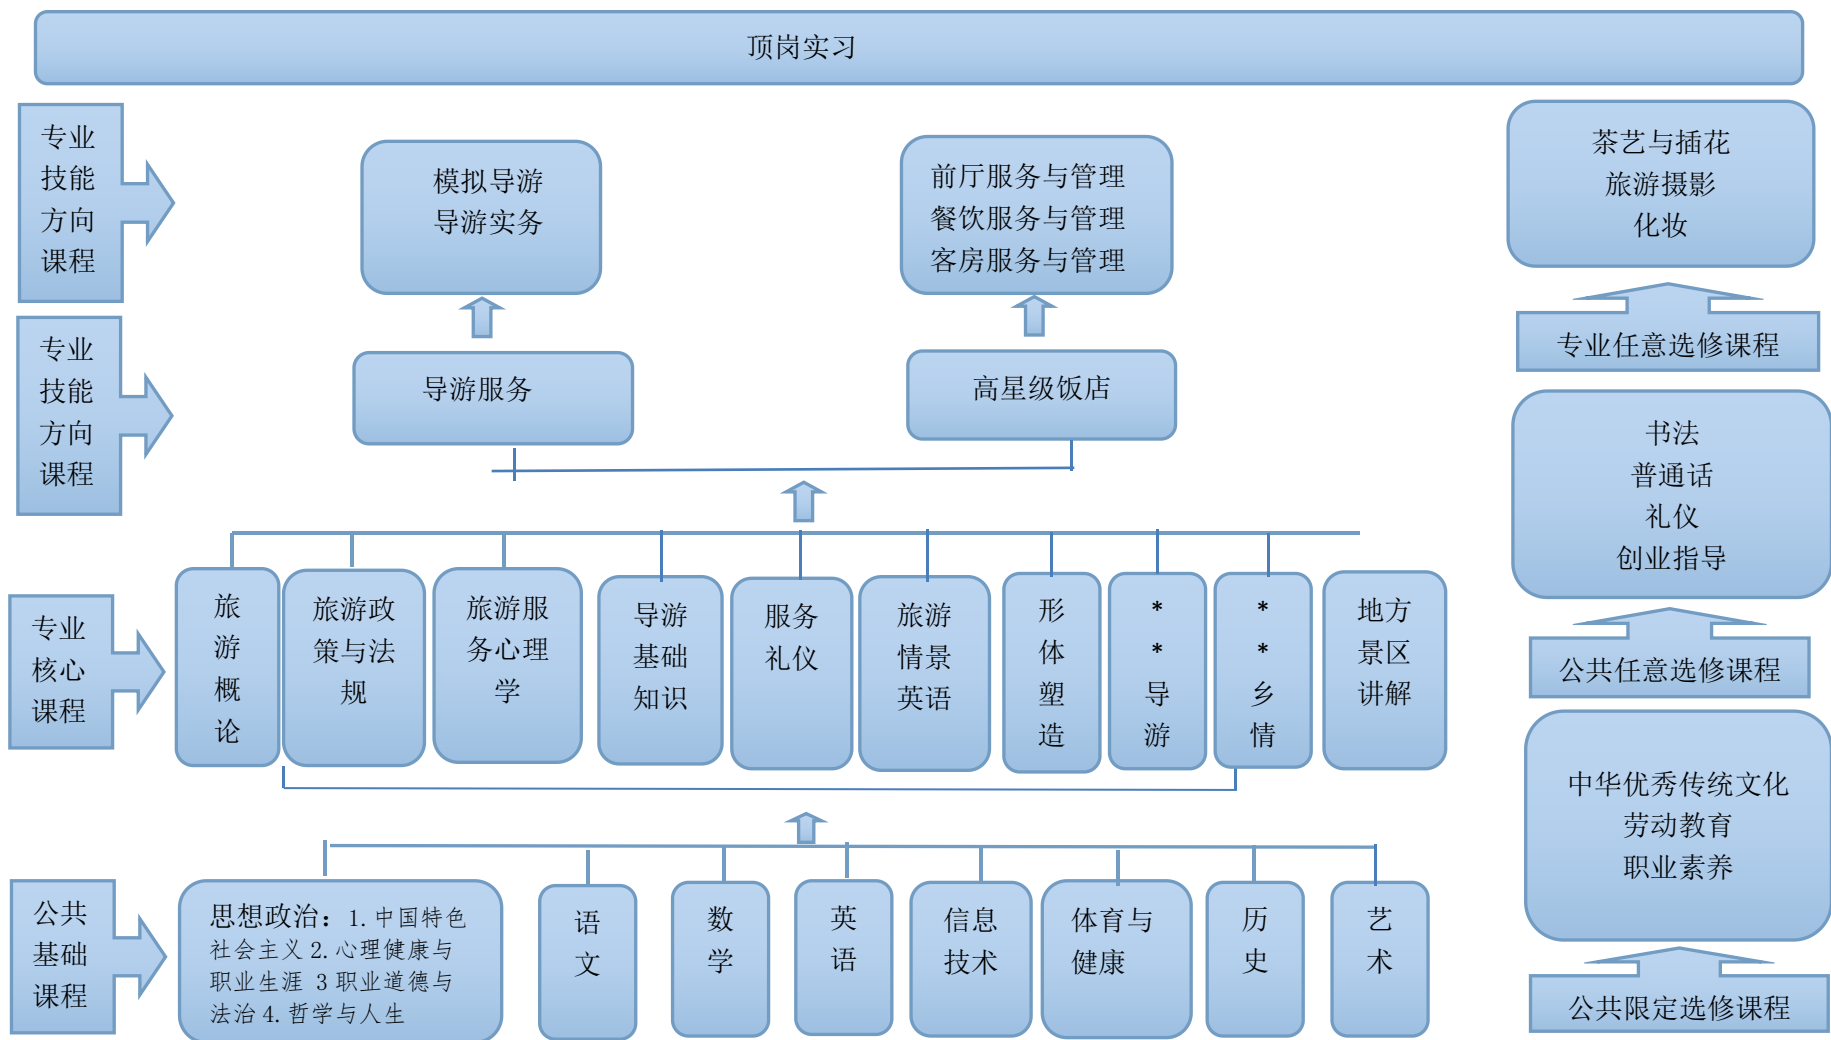 顶岗实习
专业
技能
方向
课程
模拟导游
导游实务
前厅服务与管理
餐饮服务与管理
客房服务与管理
茶艺与插花
旅游摄影
化妆
专业任意选修课程
专业
技能
方向
课程
导游服务
高星级饭店
书法
普通话
礼仪
创业指导
公共任意选修课程
专业
核心
课程
旅
游
概
论
旅游政
策与法
规
旅游服
务心理
学
导游
基础
知识
服务
礼仪
旅游
情景
英语
形
体
塑
造
*
*
导
游
*
*
乡
情
地方
景区
讲解
中华优秀传统文化
劳动教育
职业素养
公共限定选修课程
公共
基础
课程
思想政治：1.中国特色
社会主义 2.心理健康与
职业生涯 3 职业道德与
法治 4.哲学与人生
语
文
数
学
英
语
信息
技术
体育与
健康
历
史
艺
术